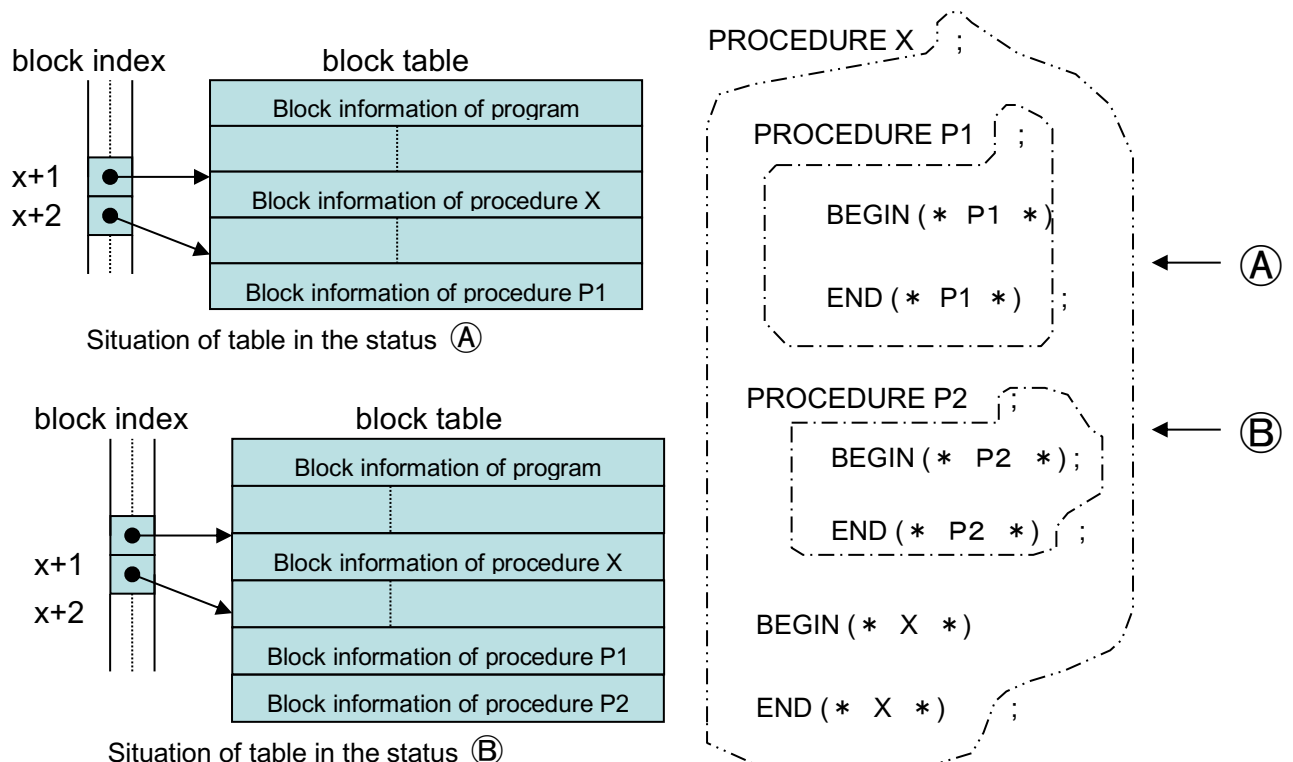 block index
block table
Block information of program
x+1
Block information of procedure X
x+2
Block information of procedure P1
Situation of table in the status Ⓐ
block index
block table
Block information of program
x+1
Block information of procedure X
x+2
Block information of procedure P1
Block information of procedure P2
Situation of table in the status Ⓑ
PROCEDURE X ;
PROCEDURE P1 ;
BEGIN (* P1 *)
Ⓐ
END (* P1 *) ;
PROCEDURE P2 ;
Ⓑ
BEGIN (* P2 *) ;
END (* P2 *) ;
BEGIN (* X *)
END (* X *) ;